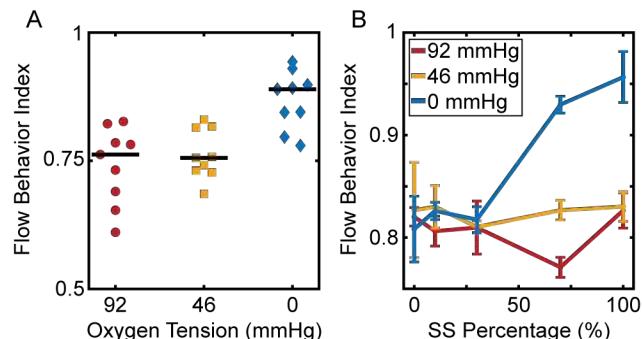 A
Flow Behavior Index
1
0.75
0.5
92
46
0
Oxygen Tension (mmHg)
B
Flow Behavior Index
1
0.9
0.8
92 mmHg
46 mmHg
0 mmHg
0
50
100
SS Percentage (%)